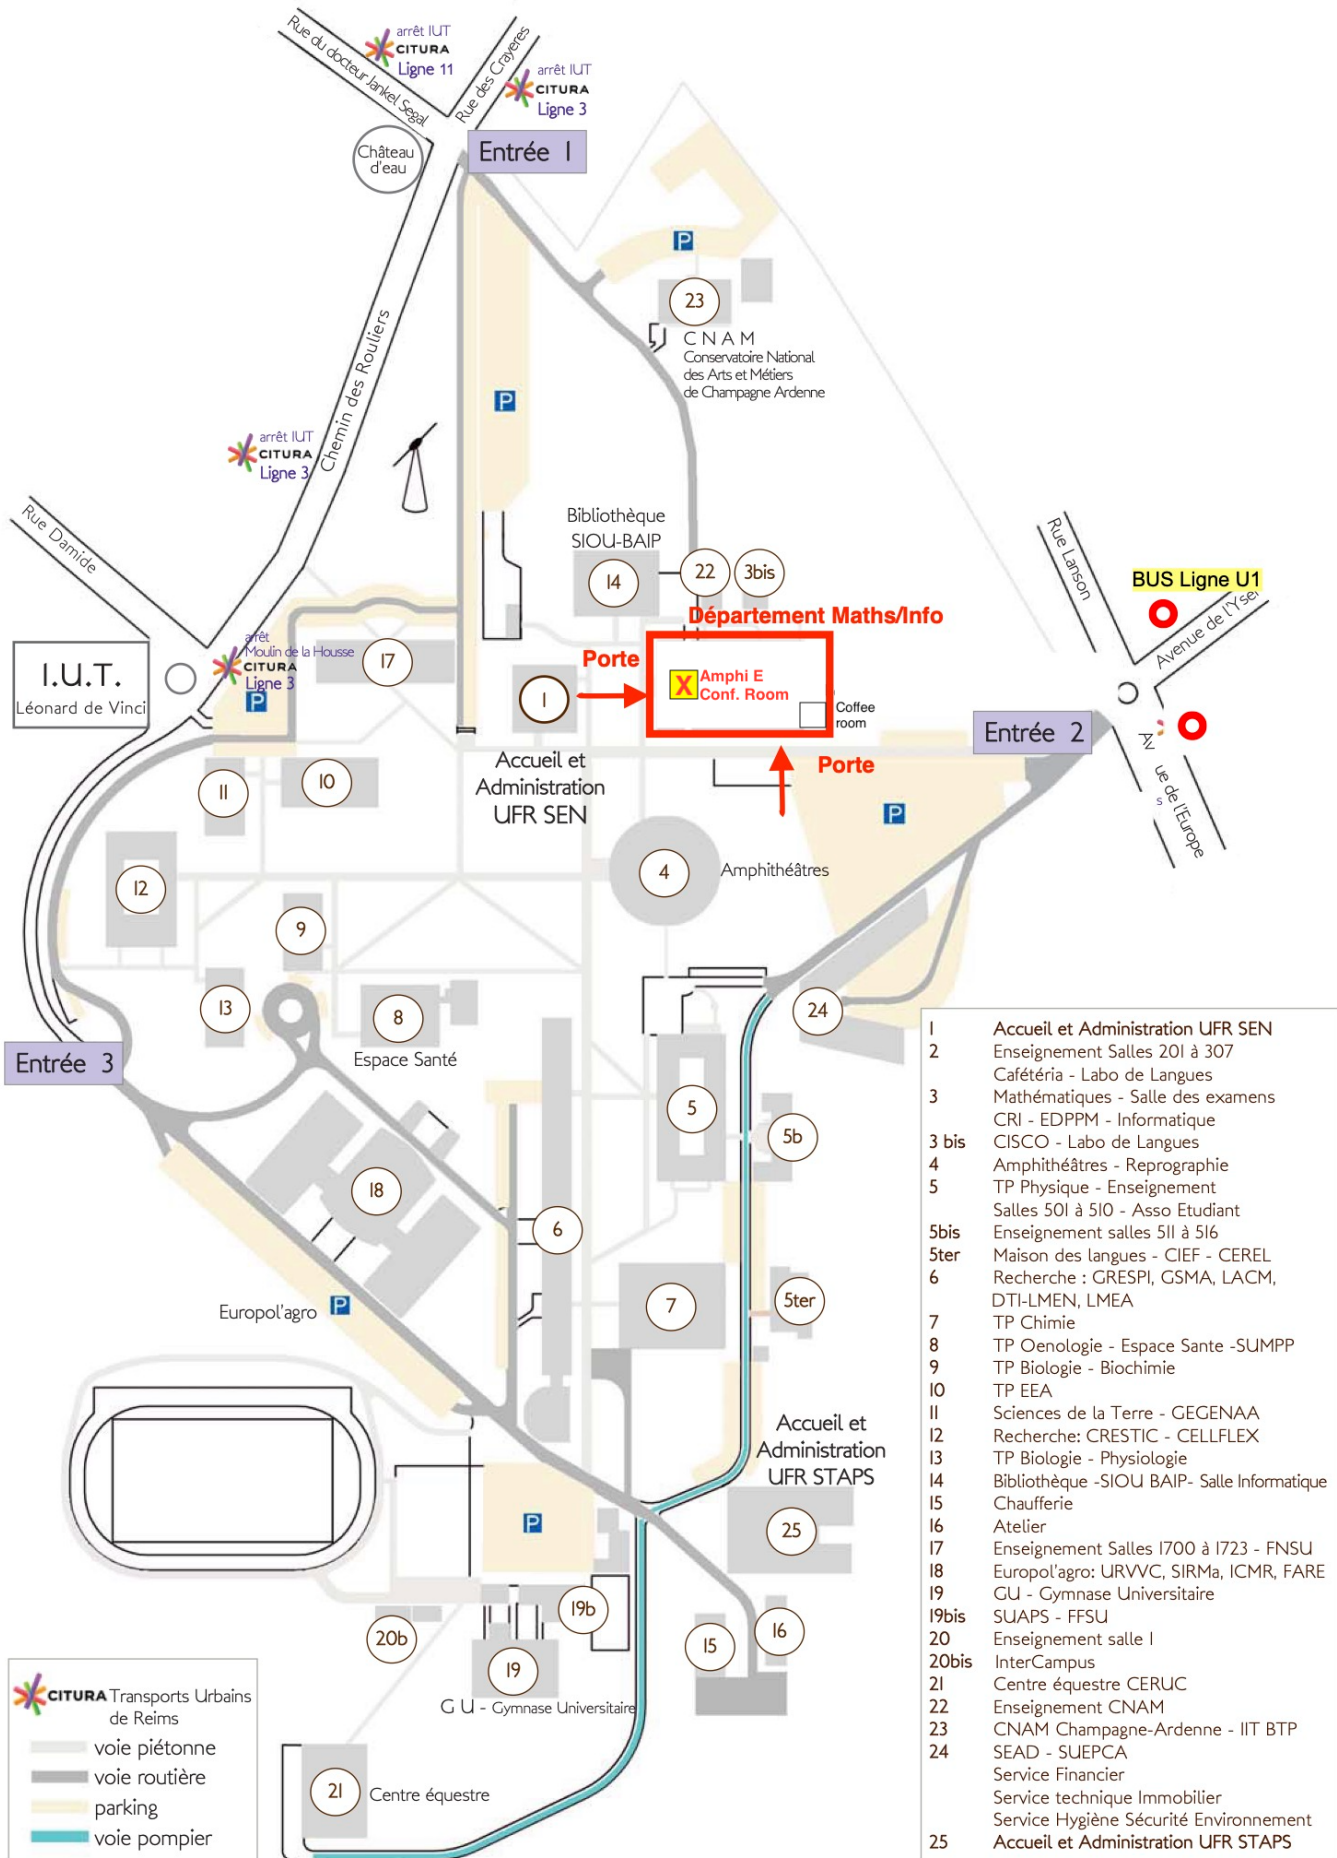 arrêt IUT
CITURA
Ligne 11
Rue du docteur Jankel Segal
Rue des Crayeres
arrêt IUT
CITURA
Ligne 3
Château
d'eau
Entrée 1
P
23
C N A M
Conservatoire National
des Arts et Métiers
de Champagne Ardenne
Chemin des Rouliers
P
arrêt IUT
CITURA
Ligne 3
Rue Damide
Bibliothèque
SIOU-BAIP
14
22
3bis
Rue Lanson
BUS Ligne U1
Avenue de l'Yser
Département Maths/Info
Porte
X
Amphi E
Conf. Room
Coffee
room
I.U.T.
Léonard de Vinci
arrêt
Moulin de la Housse
CITURA
Ligne 3
P
17
1
Accueil et
Administration
UFR SEN
Entrée 2
Porte
Av
ue de l'Europe
s
11
10
P
12
4
Amphithéâtres
9
13
8
Espace Santé
24
Entrée 3
5
5b
18
6
Europol'agro
P
7
5ter
Accueil et
Administration
UFR STAPS
P
25
20b
19b
19
G U - Gymnase Universitaire
15
16
21
Centre équestre
CITURA Transports Urbains
de Reims
voie piétonne
voie routière
parking
voie pompier
1 Accueil et Administration UFR SEN
2 Enseignement Salles 201 à 307
Cafétéria - Labo de Langues
3 Mathématiques - Salle des examens
CRI - EDPPM - Informatique
3 bis CISCO - Labo de Langues
4 Amphithéâtres - Reprographie
5 TP Physique - Enseignement
Salles 501 à 510 - Asso Etudiant
5bis Enseignement salles 511 à 516
5ter Maison des langues - CIEF - CEREL
6 Recherche : GRESPI, GSMA, LACM,
DTI-LMEN, LMEA
7 TP Chimie
8 TP Oenologie - Espace Sante -SUMPP
9 TP Biologie - Biochimie
10 TP EEA
11 Sciences de la Terre - GEGENAA
12 Recherche: CRESTIC - CELLFLEX
13 TP Biologie - Physiologie
14 Bibliothèque -SIOU BAIP- Salle Informatique
15 Chaufferie
16 Atelier
17 Enseignement Salles 1700 à 1723 - FNSU
18 Europol'agro: URVVC, SIRMa, ICMR, FARE
19 GU - Gymnase Universitaire
19bis SUAPS - FFSU
20 Enseignement salle 1
20bis InterCampus
21 Centre équestre CERUC
22 Enseignement CNAM
23 CNAM Champagne-Ardenne - IIT BTP
24 SEAD - SUEPCA
Service Financier
Service technique Immobilier
Service Hygiène Sécurité Environnement
25 Accueil et Administration UFR STAPS